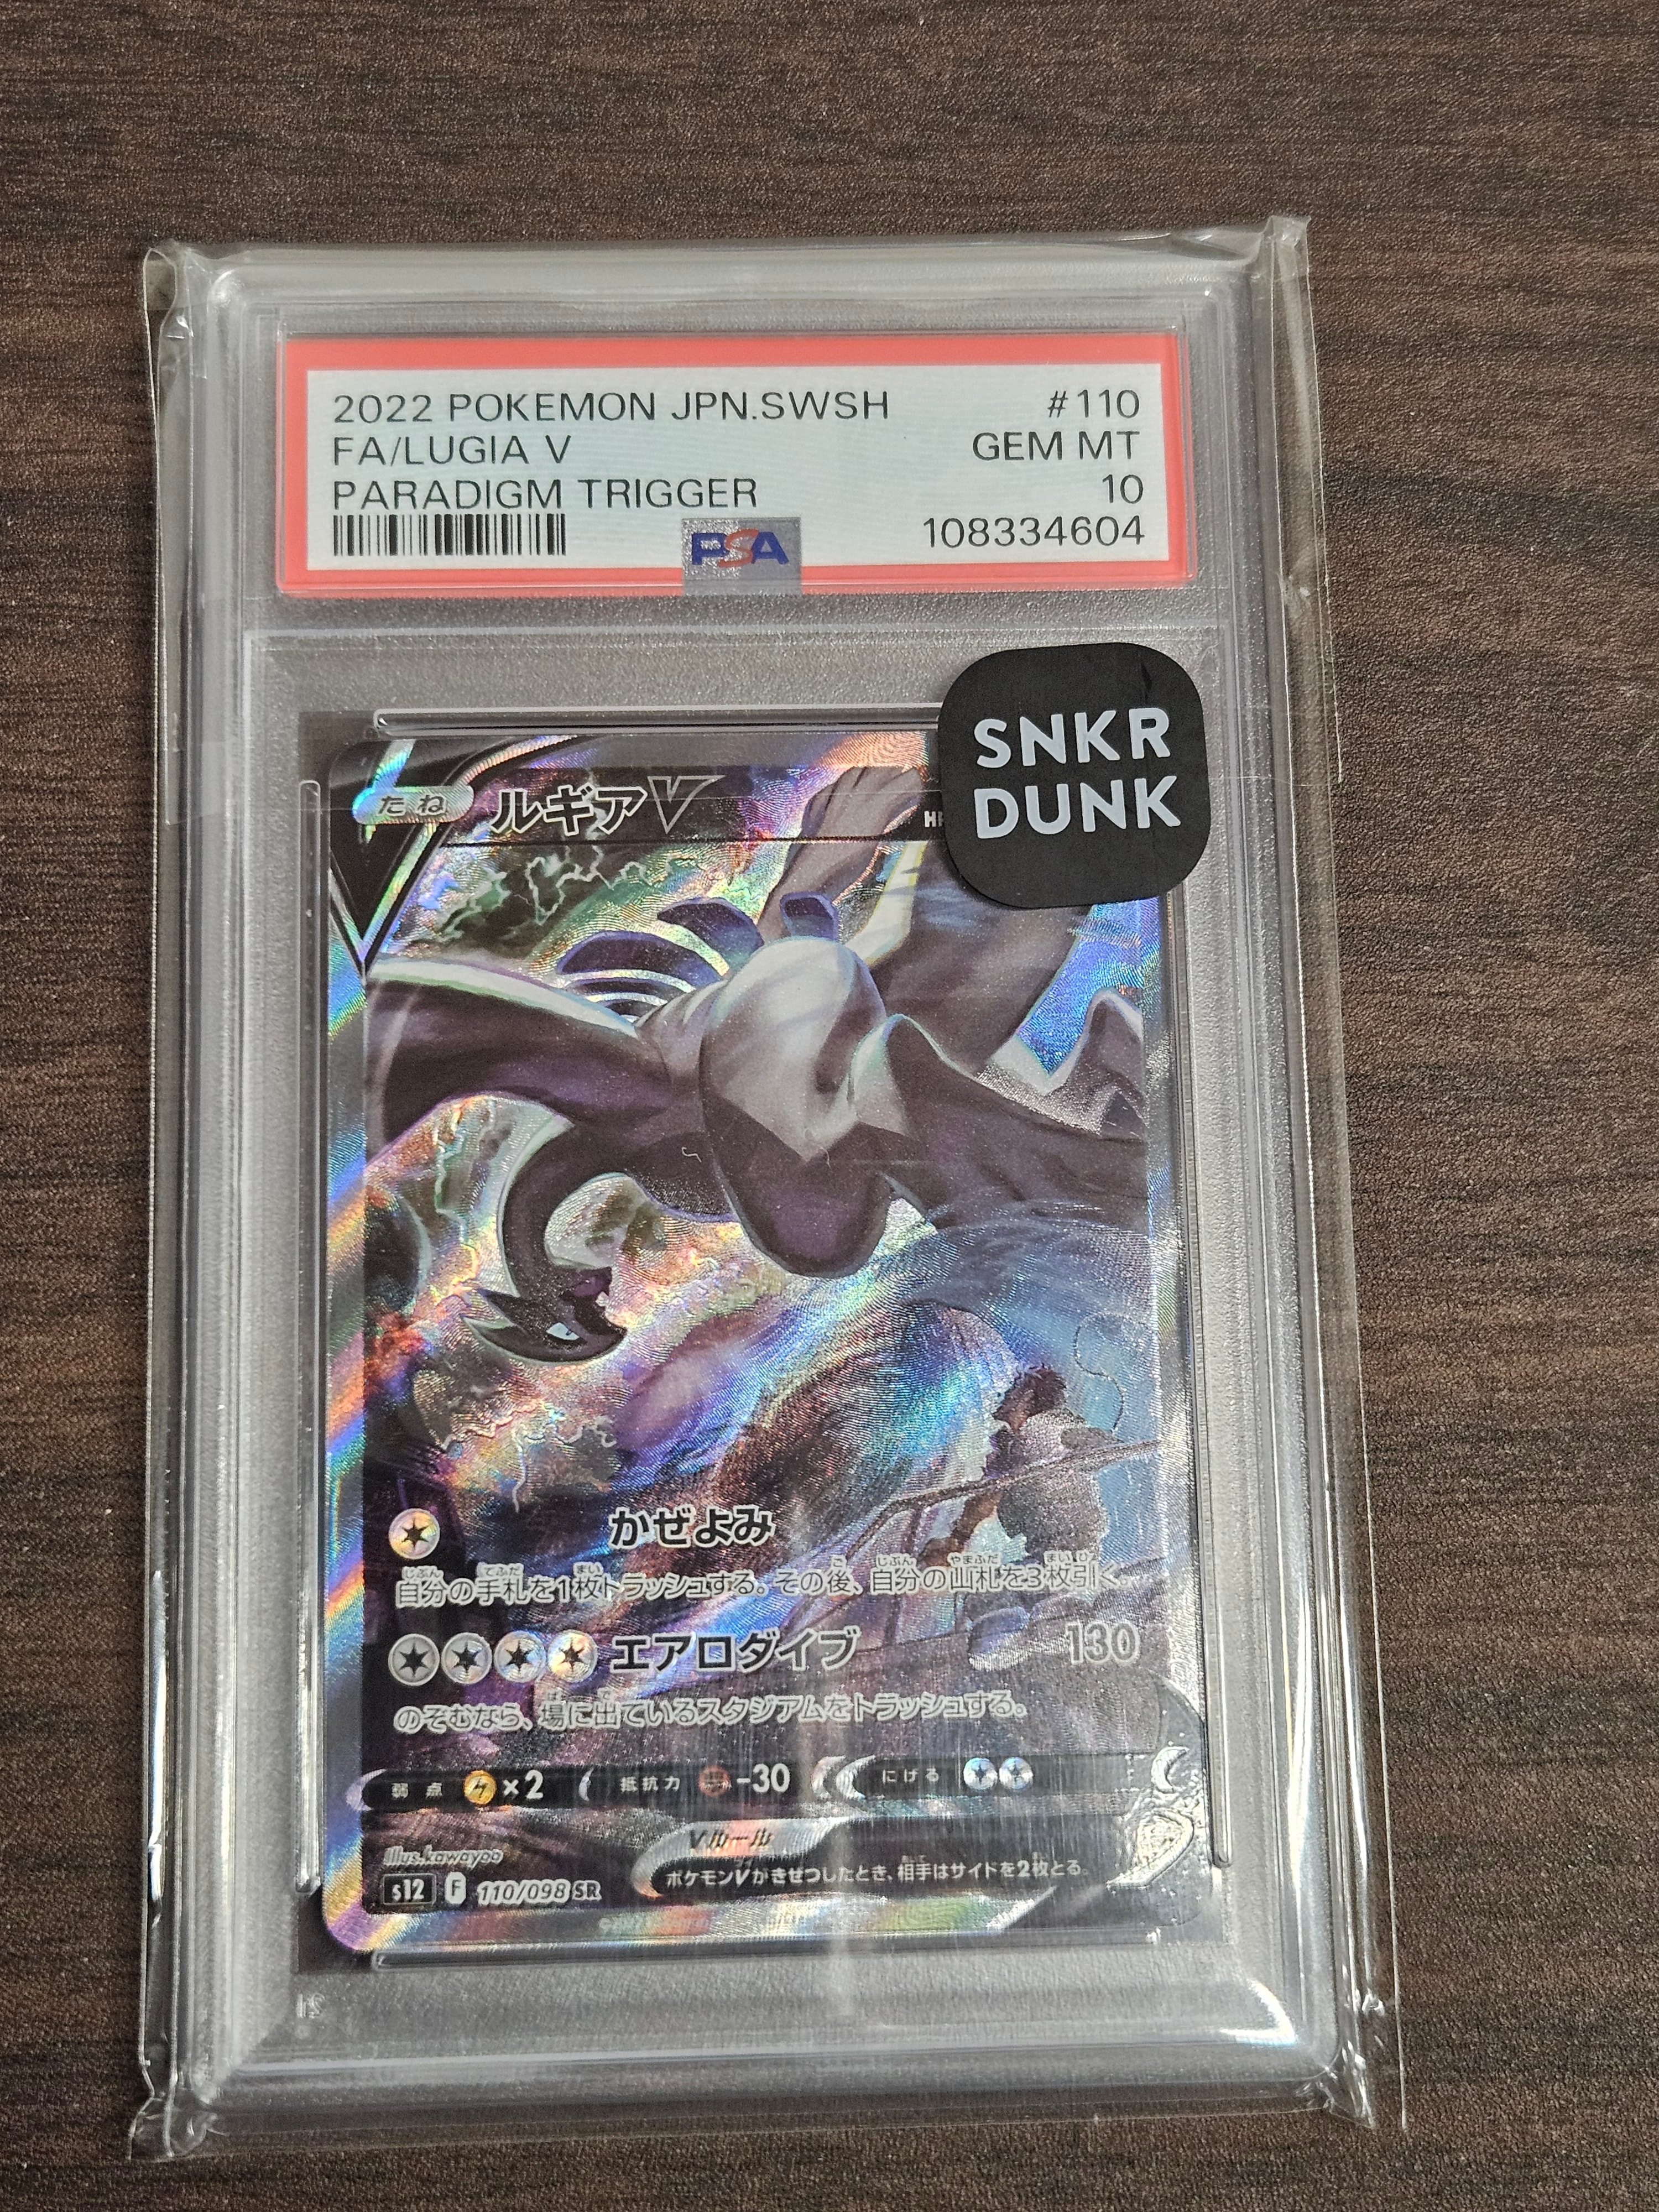 2022 POKEMON JPN.SWSH #110
FA/LUGIA V GEM MT
PARADIGM TRIGGER 10
PSA 108334604
SNKR
DUNK
たね ルギアV
かぜよみ
自分の手札を1枚トラッシュする。その後、自分の山札を3枚引く。
エアロダイブ 130
のぞむなら、場に出ているスタジアムをトラッシュする。
弱点 ×2 抵抗力 -30 にげる
Vルール
ポケモンVがきぜつしたとき、相手はサイドを2枚とる。
illus.kawayoo
s12 F 110/098 SR